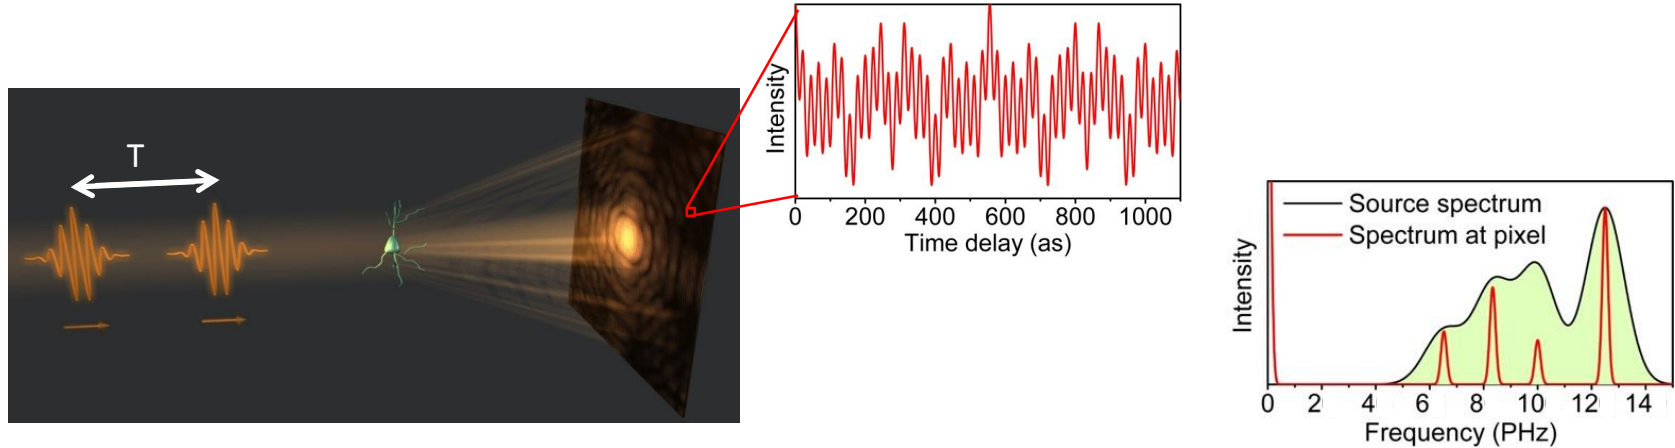 T
Intensity
0 200 400 600 800 1000
Time delay (as)
Source spectrum
Spectrum at pixel
Intensity
0 2 4 6 8 10 12 14
Frequency (PHz)